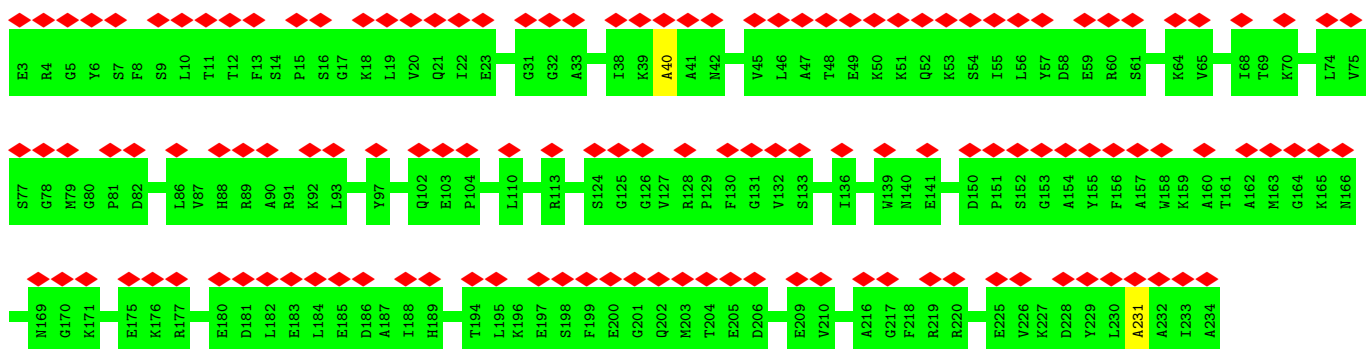 E3 R4 G5 Y6 S7 F8 S9 L10 T11 T12 F13 S14 P15 S16 G17 K18 L19 V20 Q21 I22 E23 G31 G32 A33 I38 K39 A40 A41 N42 V45 L46 A47 T48 E49 K50 K51 Q52 K53 S54 I55 L56 Y57 D58 E59 R60 S61 K64 V65 I68 T69 K70 L74 V75
S77 G78 M79 G80 P81 D82 L86 V87 H88 R89 A90 R91 K92 L93 Y97 Q102 E103 P104 L110 R113 S124 G125 G126 V127 R128 P129 F130 G131 V132 S133 I136 W139 N140 E141 D150 P151 S152 G153 A154 Y155 F156 A157 W158 K159 A160 T161 A162 M163 G164 K165 N166
N169 G170 K171 E175 K176 R177 E180 D181 L182 E183 L184 E185 D186 A187 I188 H189 T194 L195 K196 E197 S198 F199 E200 G201 Q202 M203 T204 E205 D206 E209 V210 A216 G217 F218 R219 R220 E225 V226 K227 D228 Y229 L230 A231 A232 I233 A234